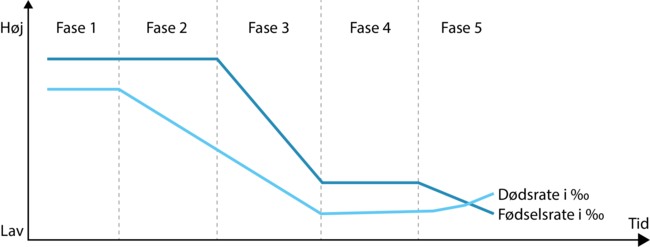 Høj
Fase 1
Fase 2
Fase 3
Fase 4
Fase 5
Dødsrate i ‰
Fødselsrate i ‰
Lav
Tid